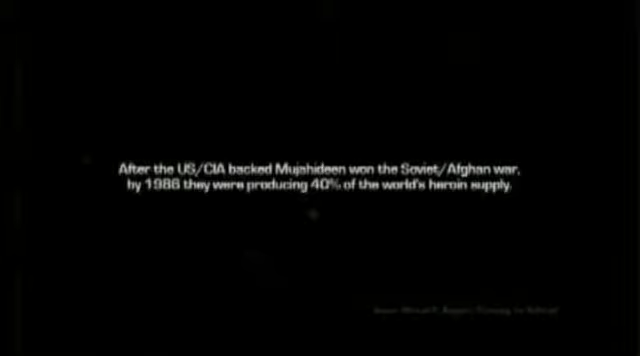 After the US/CIA backed Mujahideen won the Soviet/Afghan war,
by 1988 they were producing 40% of the world's heroin supply.